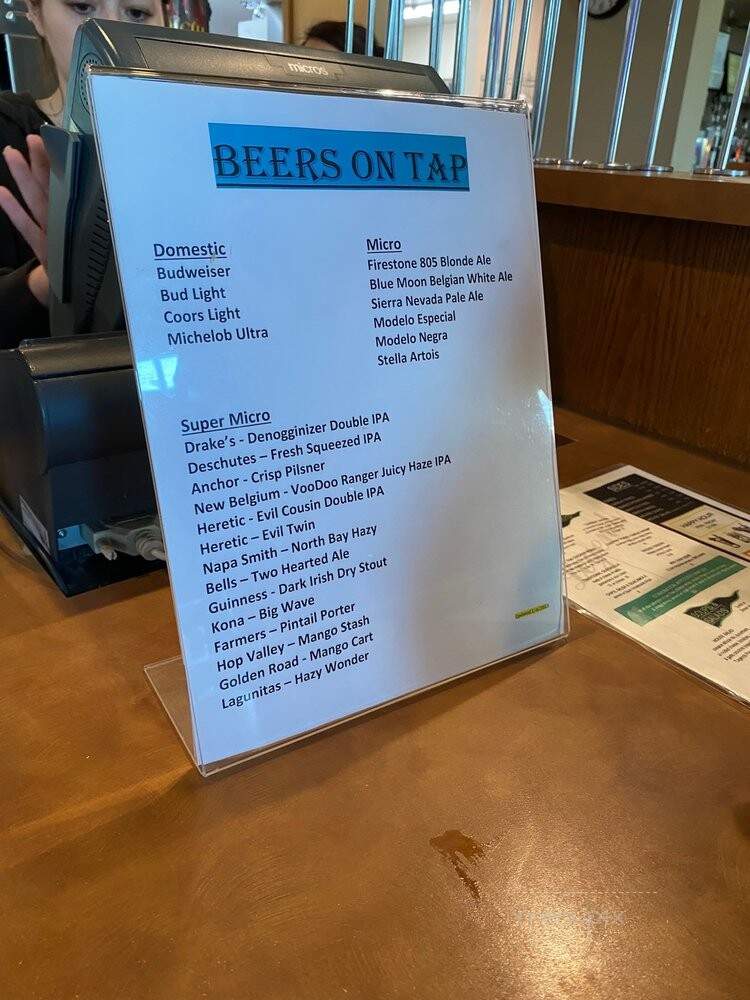 micros
BEERS ON TAP
Domestic
Budweiser
Bud Light
Coors Light
Michelob Ultra
Micro
Firestone 805 Blonde Ale
Blue Moon Belgian White Ale
Sierra Nevada Pale Ale
Modelo Especial
Modelo Negra
Stella Artois
Super Micro
Drake's - Denogginizer Double IPA
Deschutes – Fresh Squeezed IPA
Anchor - Crisp Pilsner
New Belgium - VooDoo Ranger Juicy Haze IPA
Heretic - Evil Cousin Double IPA
Heretic – Evil Twin
Napa Smith – North Bay Hazy
Bells – Two Hearted Ale
Guinness - Dark Irish Dry Stout
Kona – Big Wave
Farmers – Pintail Porter
Hop Valley – Mango Stash
Golden Road - Mango Cart
Lagunitas – Hazy Wonder
HAPPY HOUR